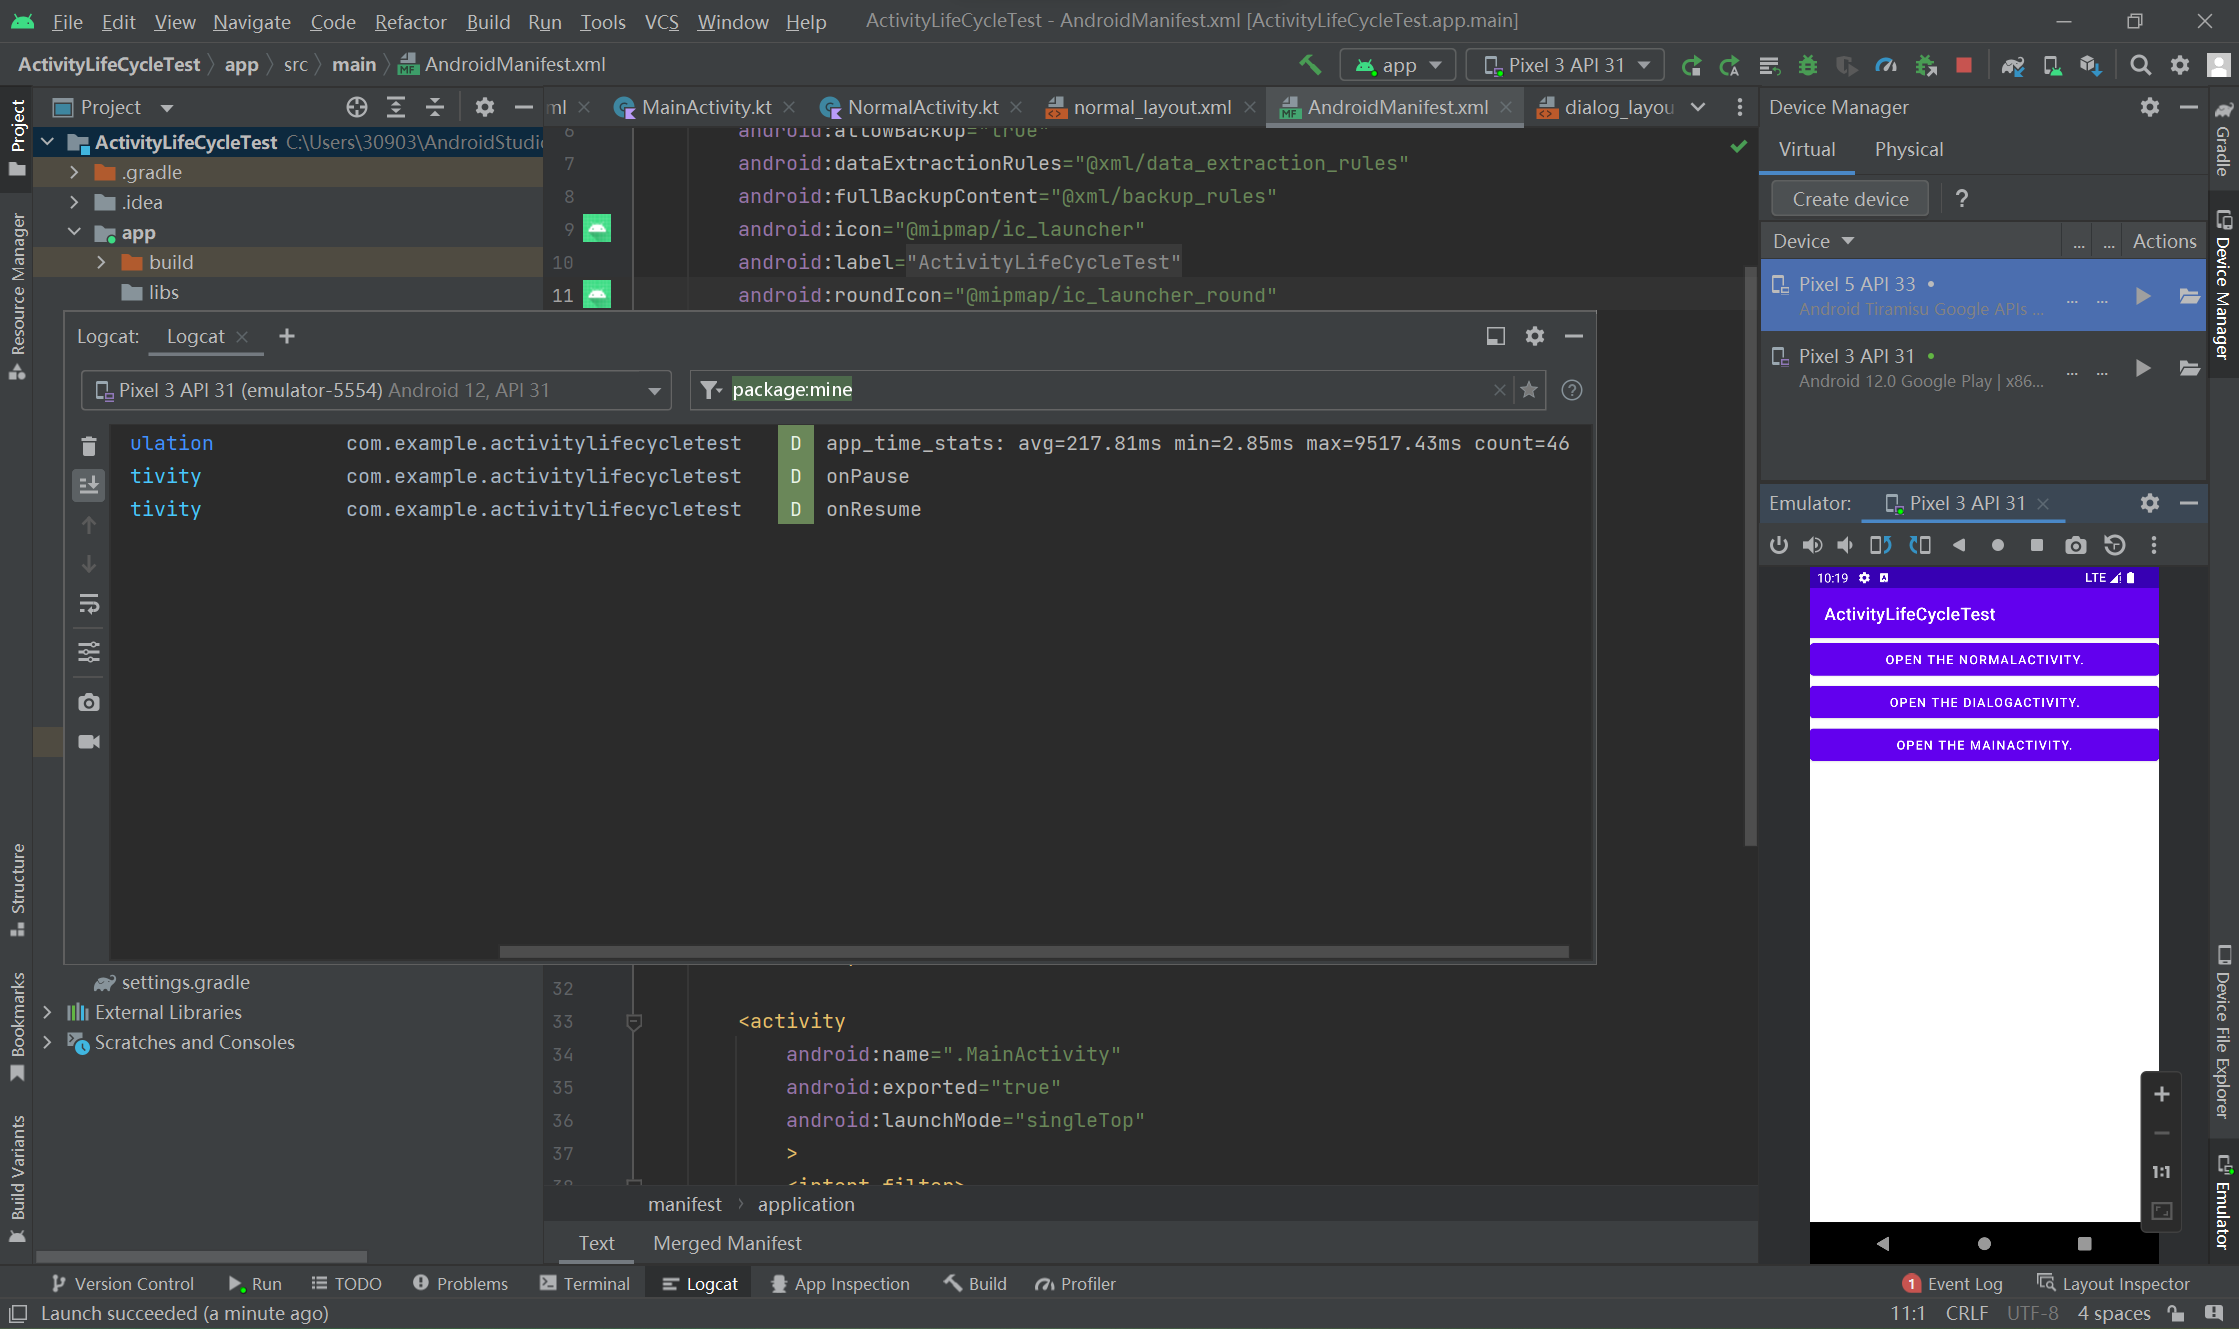 File Edit View Navigate Code Refactor Build Run Tools VCS Window Help ActivityLifeCycleTest - AndroidManifest.xml [ActivityLifeCycleTest.app.main]
ActivityLifeCycleTest app src main AndroidManifest.xml app Pixel 3 API 31
Project
ml MainActivity.kt NormalActivity.kt normal_layout.xml AndroidManifest.xml dialog_layou
ActivityLifeCycleTest C:\Users\30903\AndroidStudi
.gradle
.idea
app
build
libs
6 android:allowBackup="true"
7 android:dataExtractionRules="@xml/data_extraction_rules"
8 android:fullBackupContent="@xml/backup_rules"
9 android:icon="@mipmap/ic_launcher"
10 android:label="ActivityLifeCycleTest"
11 android:roundIcon="@mipmap/ic_launcher_round"
Logcat: Logcat
Pixel 3 API 31 (emulator-5554) Android 12, API 31
package:mine
ulation com.example.activitylifecycletest D app_time_stats: avg=217.81ms min=2.85ms max=9517.43ms count=46
tivity com.example.activitylifecycletest D onPause
tivity com.example.activitylifecycletest D onResume
settings.gradle
External Libraries
Scratches and Consoles
32
33 <activity
34 android:name=".MainActivity"
35 android:exported="true"
36 android:launchMode="singleTop"
37 >
38 <intent-filter>
manifest application
Text Merged Manifest
Device Manager
Virtual Physical
Create device ?
Device ... ... Actions
Pixel 5 API 33
Android Tiramisu Google APIs ... ... ...
Pixel 3 API 31
Android 12.0 Google Play | x86... ... ...
Emulator: Pixel 3 API 31
10:19 LTE
ActivityLifeCycleTest
OPEN THE NORMALACTIVITY.
OPEN THE DIALOGACTIVITY.
OPEN THE MAINACTIVITY.
1:1
Project
Resource Manager
Structure
Bookmarks
Build Variants
Gradle
Device Manager
Device File Explorer
Emulator
Version Control Run TODO Problems Terminal Logcat App Inspection Build Profiler 1 Event Log Layout Inspector
Launch succeeded (a minute ago) 11:1 CRLF UTF-8 4 spaces